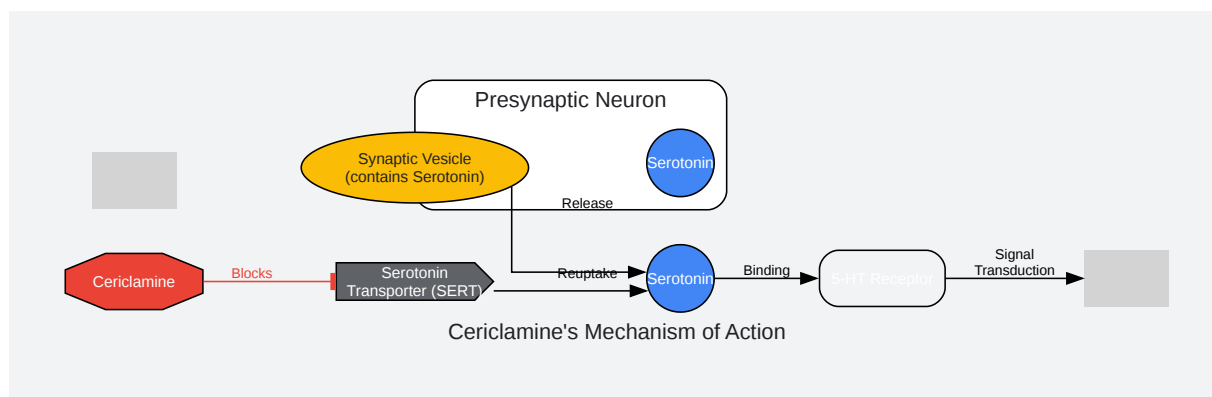 Presynaptic Neuron
Synaptic Vesicle
(contains Serotonin)
Serotonin
Release
Cericlamine
Blocks
Serotonin
Transporter (SERT)
Reuptake
Serotonin
Binding
5-HT Receptor
Signal
Transduction
Cericlamine's Mechanism of Action